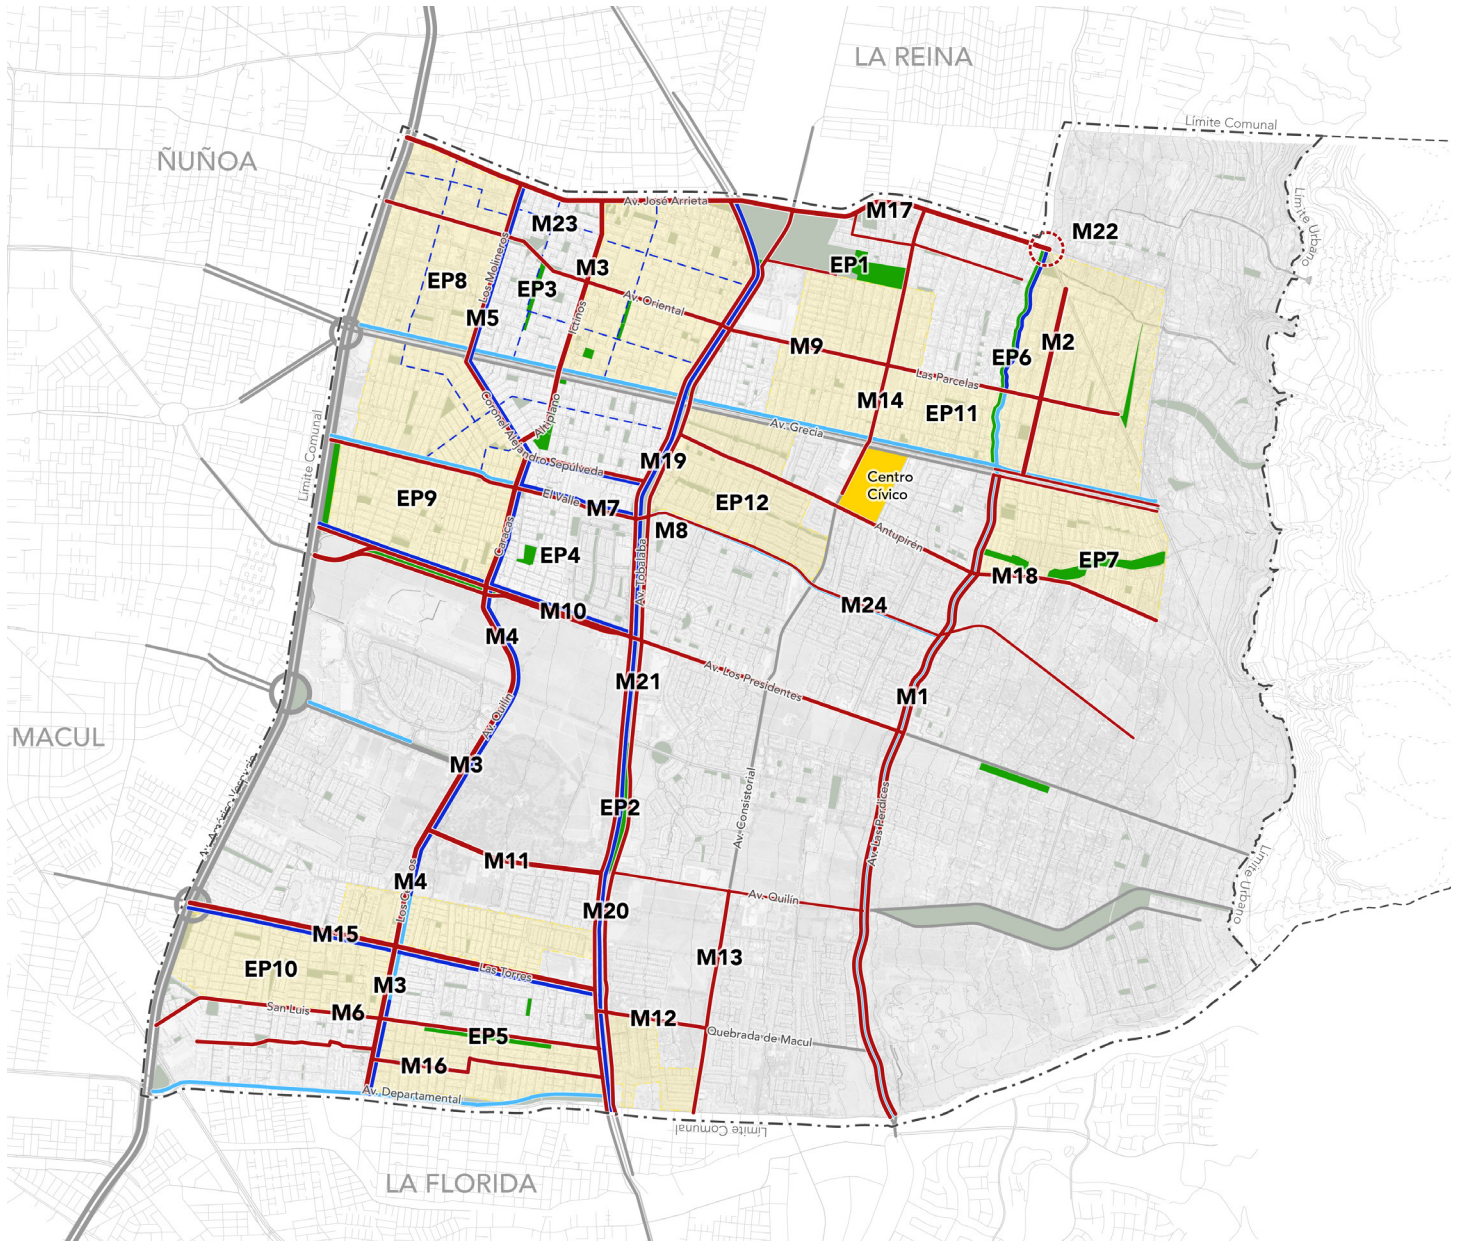 LA REINA
Límite Comunal
ÑUÑOA
Límite Urbano
Av. José Arrieta
M17
M23
M22
M3
EP1
EP8
Los Molineros
EP3
Av. Oriental
M5
Ictinos
M9
M2
EP6
Las Parcelas
M14
EP11
Altiplano
Av. Grecia
Coronel Alejandro Sepúlveda
Límite Comunal
M19
Centro
Cívico
EP9
El Valle
M7
EP12
M8
Antupirén
Caracas
EP4
Av. Tobalaba
EP7
M18
M10
M24
M4
Av. Los Presidentes
M21
M1
Av. Quilín
MACUL
M3
EP2
Av. Consistorial
Av. Las Perdices
M11
M4
Av. Quilín
Límite Urbano
M20
M15
Las Torres
M13
EP10
M3
San Luis
M6
M12
EP5
Quebrada de Macul
M16
Av. Departamental
Límite Comunal
LA FLORIDA